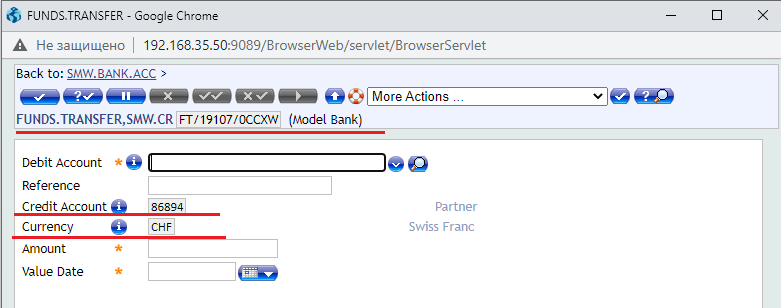 FUNDS.TRANSFER - Google Chrome
Не защищено 192.168.35.50:9089/BrowserWeb/servlet/BrowserServlet
Back to: SMW.BANK.ACC >
More Actions ...
FUNDS.TRANSFER,SMW.CR FT/19107/0CCXW (Model Bank)
Debit Account *
Reference
Credit Account 86894 Partner
Currency CHF Swiss Franc
Amount *
Value Date *